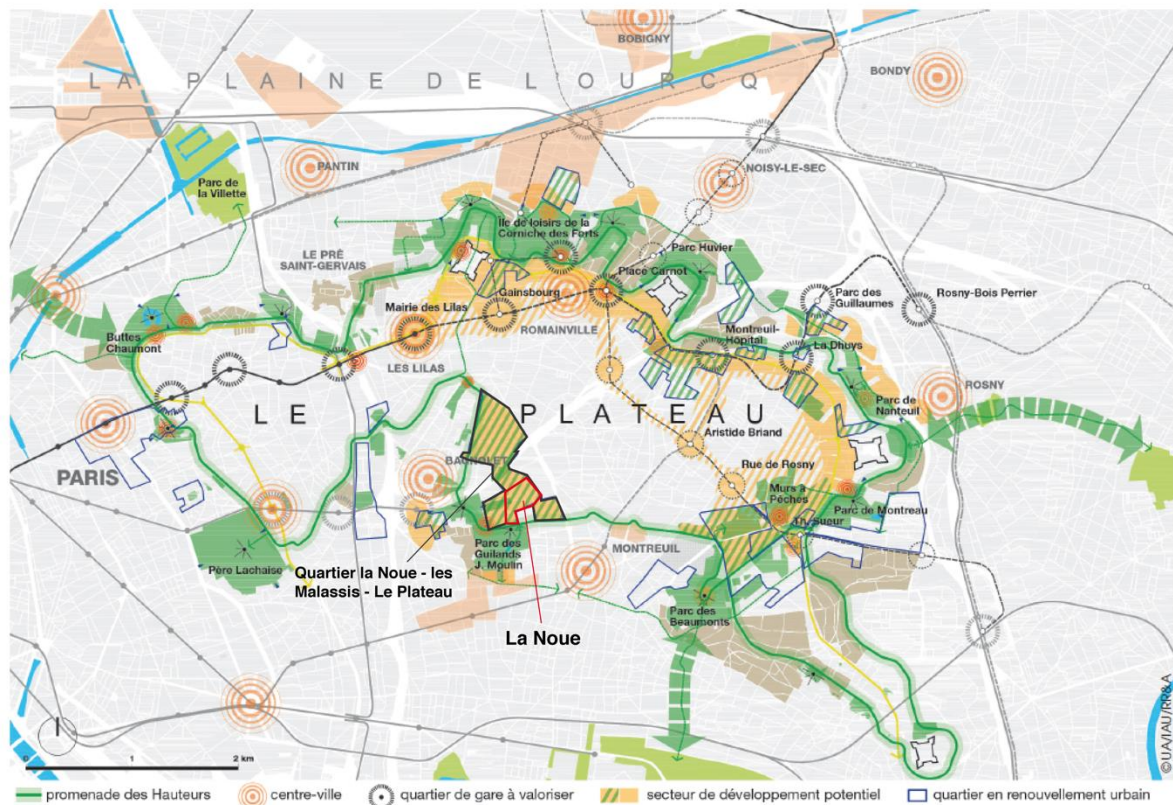 BOBIGNY
LA PLAINE DE L'OURCQ
BONDY
PANTIN
NOISY-LE-SEC
Parc de
la Villette
Ile de loisirs de la
Corniche des Forts
Parc Huvier
LE PRÉ
SAINT-GERVAIS
Place Carnot
Gainsbourg
Parc des
Guillaumes
Rosny-Bois Perrier
Mairie des Lilas
ROMAINVILLE
Buttes
Chaumont
Montreuil-
Hôpital
La Dhuys
LES LILAS
ROSNY
Parc de
Nanteuil
LE PLATEAU
Aristide Briand
BAGNOLET
Rue de Rosny
PARIS
Murs à
Pêches
Parc de Montreau
Th. Sueur
Parc des
Guilands
J. Moulin
MONTREUIL
Père Lachaise
Quartier la Noue - les
Malassis - Le Plateau
Parc des
Beaumonts
La Noue
0 1 2 km
©UA/IAU/RR&A
promenade des Hauteurs
centre-ville
quartier de gare à valoriser
secteur de développement potentiel
quartier en renouvellement urbain